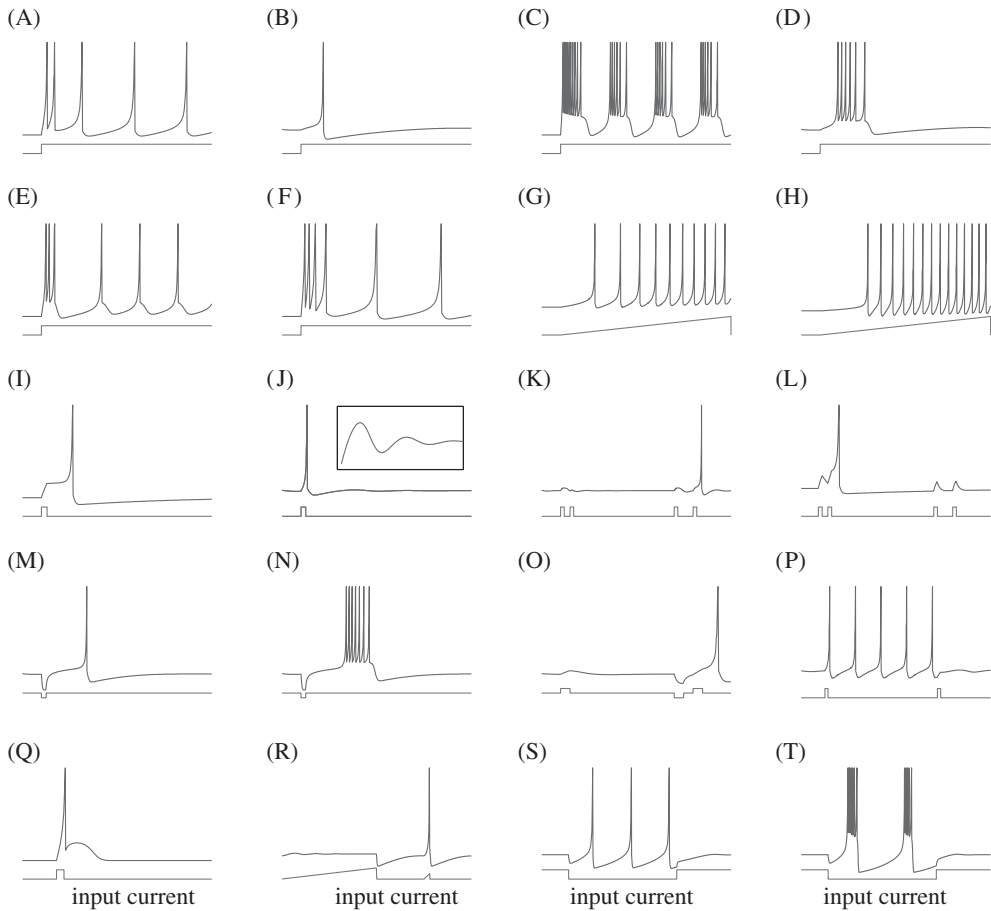 (A) (B) (C) (D)
(E) (F) (G) (H)
(I) (J) (K) (L)
(M) (N) (O) (P)
(Q) (R) (S) (T)
input current input current input current input current